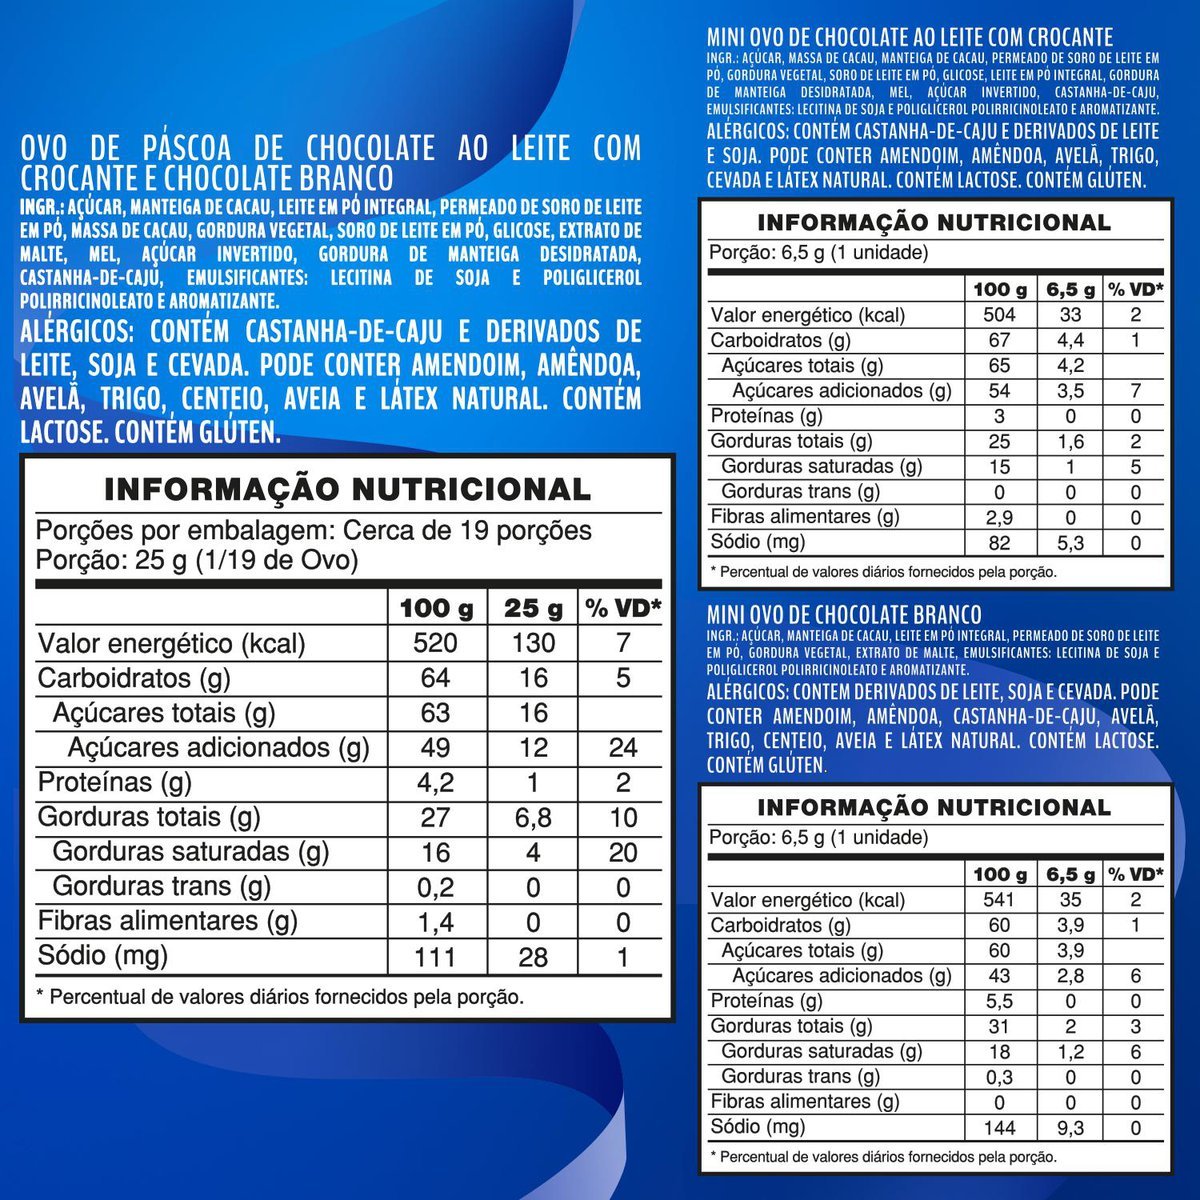 OVO DE PÁSCOA DE CHOCOLATE AO LEITE COM
CROCANTE E CHOCOLATE BRANCO
INGR.: AÇÚCAR, MANTEIGA DE CACAU, LEITE EM PÓ INTEGRAL, PERMEADO DE SORO DE LEITE
EM PÓ, MASSA DE CACAU, GORDURA VEGETAL, SORO DE LEITE EM PÓ, GLICOSE, EXTRATO DE
MALTE, MEL, AÇÚCAR INVERTIDO, GORDURA DE MANTEIGA DESIDRATADA,
CASTANHA-DE-CAJU, EMULSIFICANTES: LECITINA DE SOJA E POLIGLICEROL
POLIRRICINOLEATO E AROMATIZANTE.
ALÉRGICOS: CONTÉM CASTANHA-DE-CAJU E DERIVADOS DE
LEITE, SOJA E CEVADA. PODE CONTER AMENDOIM, AMÊNDOA,
AVELÃ, TRIGO, CENTEIO, AVEIA E LÁTEX NATURAL. CONTÉM
LACTOSE. CONTÉM GLÚTEN.
INFORMAÇÃO NUTRICIONAL
Porções por embalagem: Cerca de 19 porções
Porção: 25 g (1/19 de Ovo)
100 g 25 g % VD*
Valor energético (kcal) 520 130 7
Carboidratos (g) 64 16 5
Açúcares totais (g) 63 16
Açúcares adicionados (g) 49 12 24
Proteínas (g) 4,2 1 2
Gorduras totais (g) 27 6,8 10
Gorduras saturadas (g) 16 4 20
Gorduras trans (g) 0,2 0 0
Fibras alimentares (g) 1,4 0 0
Sódio (mg) 111 28 1
* Percentual de valores diários fornecidos pela porção.
MINI OVO DE CHOCOLATE AO LEITE COM CROCANTE
INGR.: AÇÚCAR, MASSA DE CACAU, MANTEIGA DE CACAU, PERMEADO DE SORO DE LEITE EM
PÓ, GORDURA VEGETAL, SORO DE LEITE EM PÓ, GLICOSE, LEITE EM PÓ INTEGRAL, GORDURA
DE MANTEIGA DESIDRATADA, MEL, AÇÚCAR INVERTIDO, CASTANHA-DE-CAJU,
EMULSIFICANTES: LECITINA DE SOJA E POLIGLICEROL POLIRRICINOLEATO E AROMATIZANTE.
ALÉRGICOS: CONTÉM CASTANHA-DE-CAJU E DERIVADOS DE LEITE
E SOJA. PODE CONTER AMENDOIM, AMÊNDOA, AVELÃ, TRIGO,
CEVADA E LÁTEX NATURAL. CONTÉM LACTOSE. CONTÉM GLÚTEN.
INFORMAÇÃO NUTRICIONAL
Porção: 6,5 g (1 unidade)
100 g 6,5 g % VD*
Valor energético (kcal) 504 33 2
Carboidratos (g) 67 4,4 1
Açúcares totais (g) 65 4,2
Açúcares adicionados (g) 54 3,5 7
Proteínas (g) 3 0 0
Gorduras totais (g) 25 1,6 2
Gorduras saturadas (g) 15 1 5
Gorduras trans (g) 0 0 0
Fibras alimentares (g) 2,9 0 0
Sódio (mg) 82 5,3 0
* Percentual de valores diários fornecidos pela porção.
MINI OVO DE CHOCOLATE BRANCO
INGR.: AÇÚCAR, MANTEIGA DE CACAU, LEITE EM PÓ INTEGRAL, PERMEADO DE SORO DE LEITE
EM PÓ, GORDURA VEGETAL, EXTRATO DE MALTE, EMULSIFICANTES: LECITINA DE SOJA E
POLIGLICEROL POLIRRICINOLEATO E AROMATIZANTE.
ALÉRGICOS: CONTEM DERIVADOS DE LEITE, SOJA E CEVADA. PODE
CONTER AMENDOIM, AMÊNDOA, CASTANHA-DE-CAJU, AVELÃ,
TRIGO, CENTEIO, AVEIA E LÁTEX NATURAL. CONTÉM LACTOSE.
CONTÉM GLÚTEN.
INFORMAÇÃO NUTRICIONAL
Porção: 6,5 g (1 unidade)
100 g 6,5 g % VD*
Valor energético (kcal) 541 35 2
Carboidratos (g) 60 3,9 1
Açúcares totais (g) 60 3,9
Açúcares adicionados (g) 43 2,8 6
Proteínas (g) 5,5 0 0
Gorduras totais (g) 31 2 3
Gorduras saturadas (g) 18 1,2 6
Gorduras trans (g) 0,3 0 0
Fibras alimentares (g) 0 0 0
Sódio (mg) 144 9,3 0
* Percentual de valores diários fornecidos pela porção.